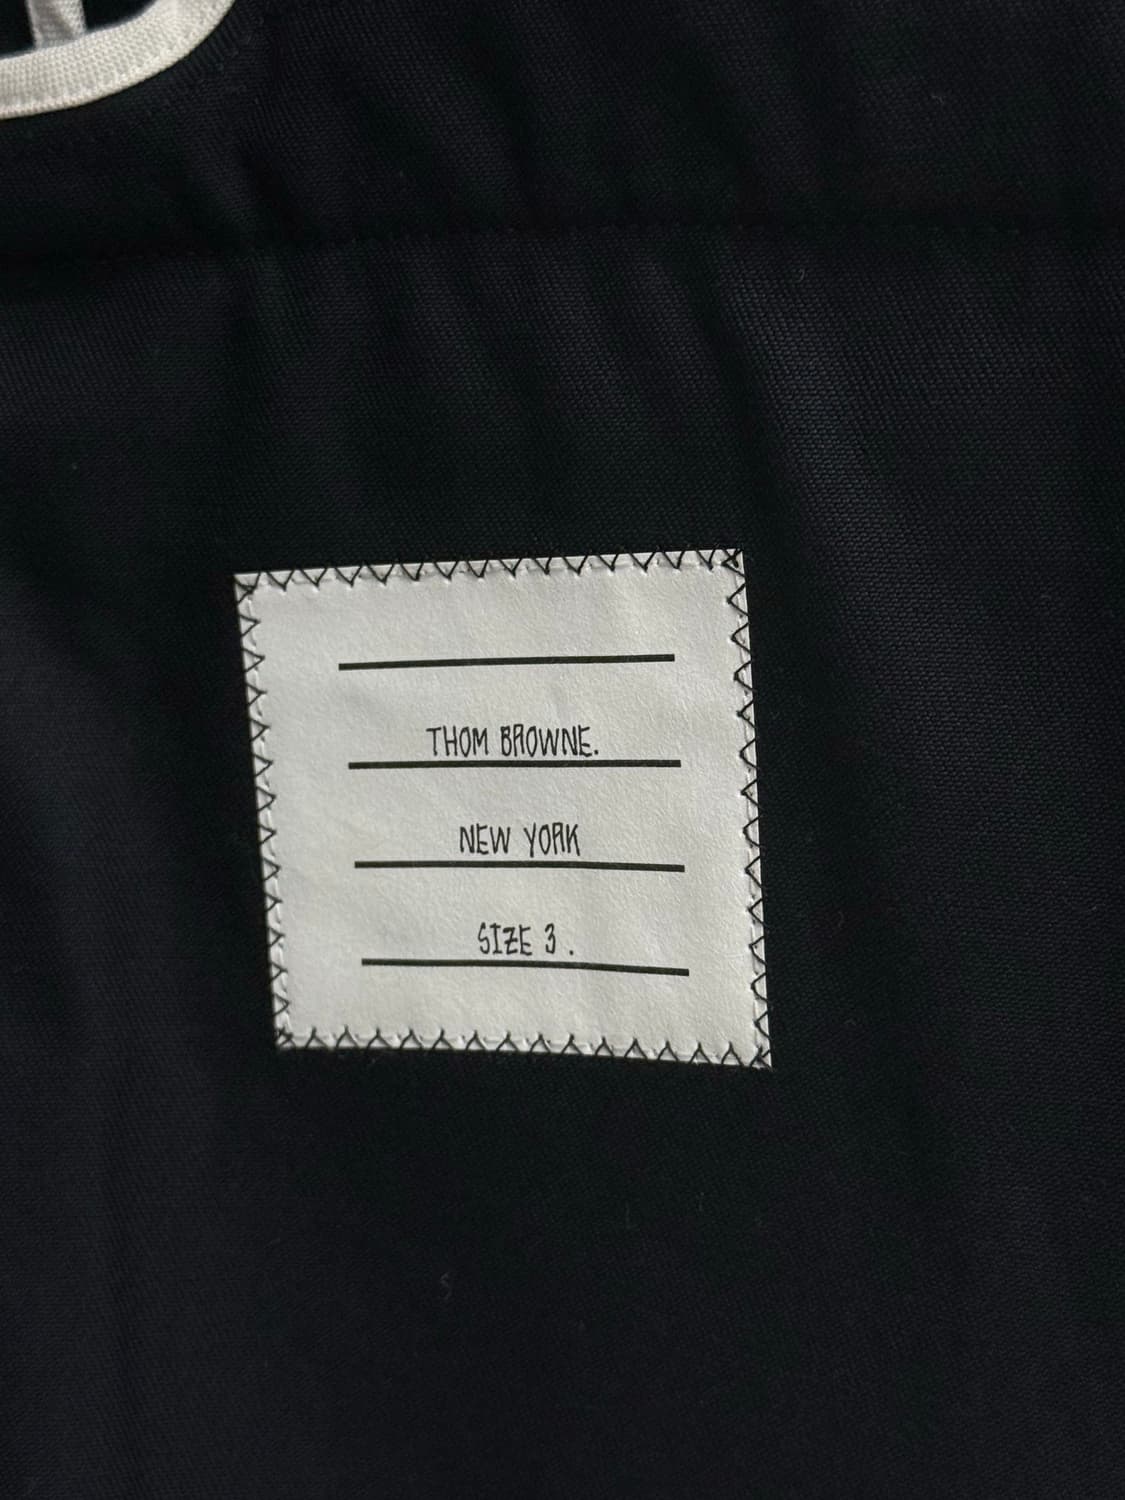 THOM BROWNE.
NEW YORK
SIZE 3 .